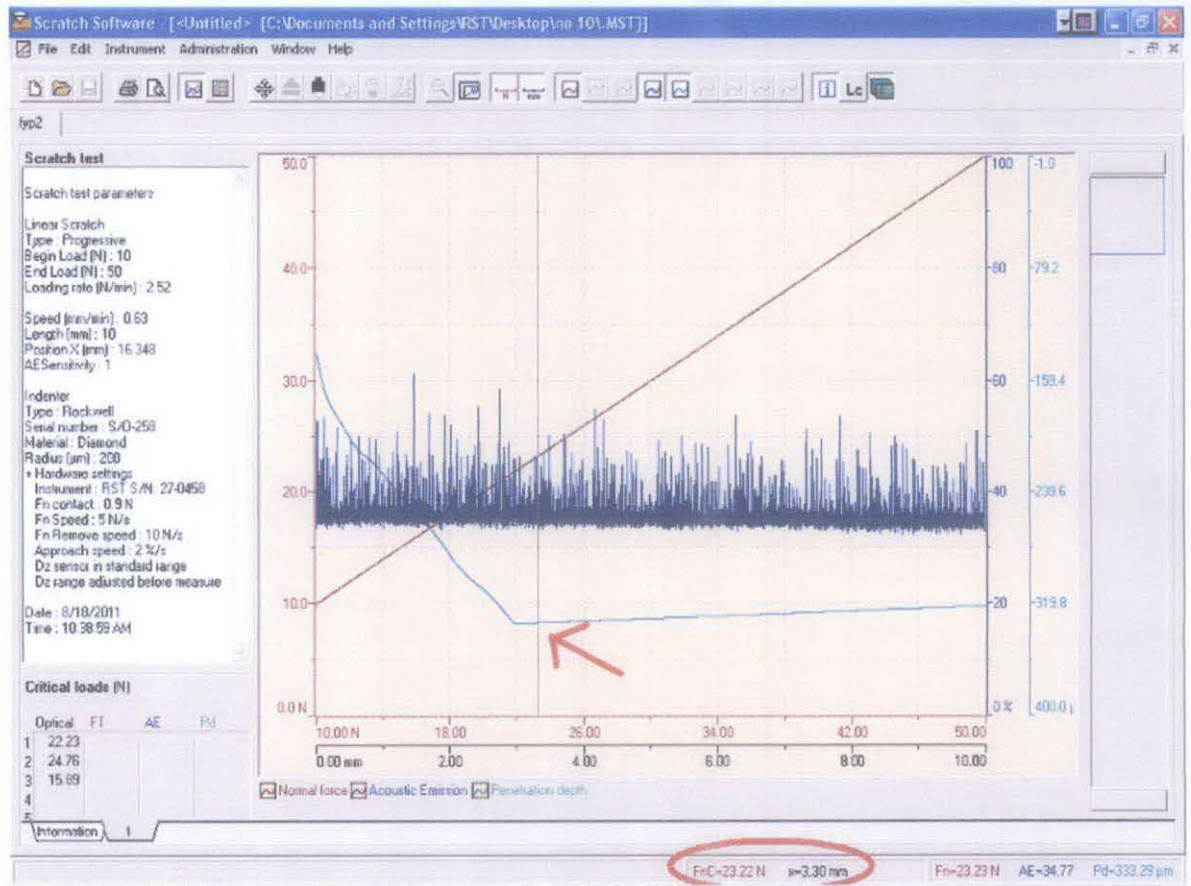 Scratch Software - [<Untitled> {C:\Documents and Settings\RST\Desktop\no 10\.MST}]
File Edit Instrument Administration Window Help
Lc
typ2
Scratch test
Scratch test parameters
Linear Scratch
Type : Progressive
Begin Load (N) : 10
End Load (N) : 50
Loading rate (N/min) : 2.52
Speed (mm/min) : 0.63
Length (mm) : 10
Position X (mm) : 16.348
AE Sensitivity : 1
Indenter
Type : Rockwell
Serial number : S/O-258
Material : Diamond
Radius (µm) : 200
+ Hardware settings
Instrument : RST S/N: 27-0458
Fn contact : 0.9 N
Fn Speed : 5 N/s
Fn Remove speed : 10 N/s
Approach speed : 2 %/s
Dz sensor in standard range
Dz range adjusted before measure
Date : 8/18/2011
Time : 10:38:59 AM
Critical loads (N)
Optical FT AE Pd
1 22.23
2 24.76
3 15.89
4
5
50.0 100 -1.0
40.0 80 79.2
30.0 60 159.4
20.0 40 239.6
10.0 20 319.8
0.0 N 0 % 400.0
10.00 N 18.00 26.00 34.00 42.00 50.00
0.00 mm 2.00 4.00 6.00 8.00 10.00
Normal force Acoustic Emission Penetration depth
Information 1
FnC=23.22 N x=3.30 mm Fn=23.23 N AE=34.77 Pd=333.29 µm